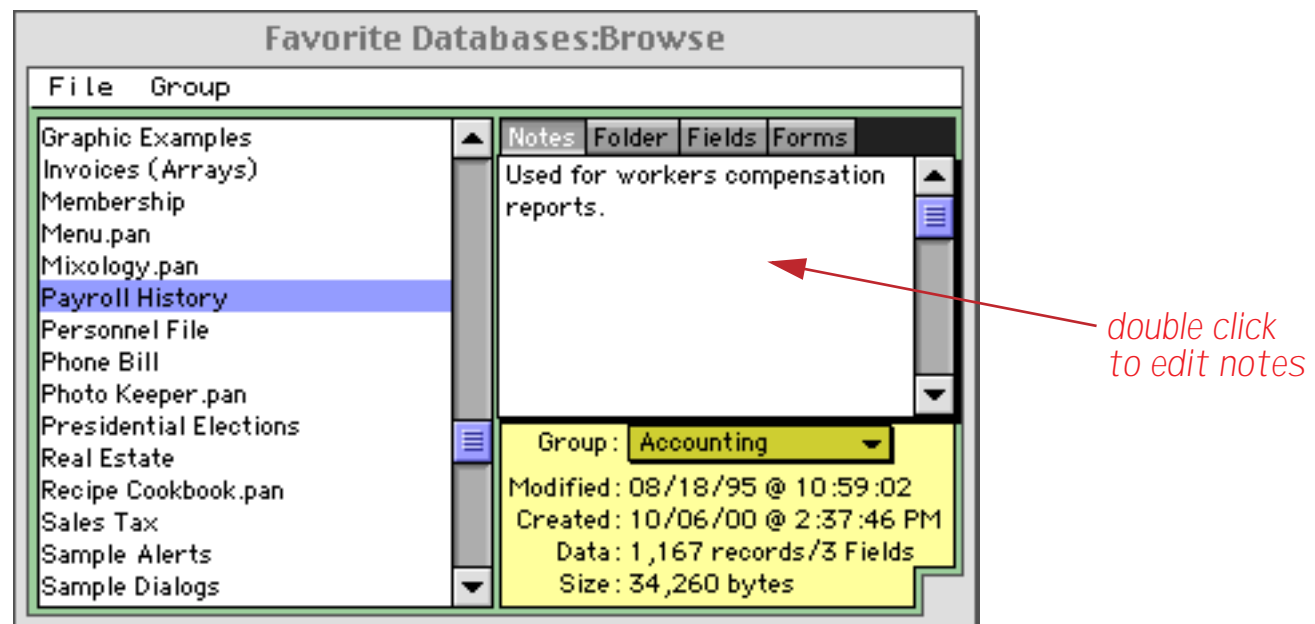 Favorite Databases:Browse
File Group
Graphic Examples
Invoices (Arrays)
Membership
Menu.pan
Mixology.pan
Payroll History
Personnel File
Phone Bill
Photo Keeper.pan
Presidential Elections
Real Estate
Recipe Cookbook.pan
Sales Tax
Sample Alerts
Sample Dialogs
Notes Folder Fields Forms
Used for workers compensation
reports.
Group: Accounting
Modified: 08/18/95 @ 10:59:02
Created: 10/06/00 @ 2:37:46 PM
Data: 1,167 records/3 Fields
Size: 34,260 bytes
double click
to edit notes